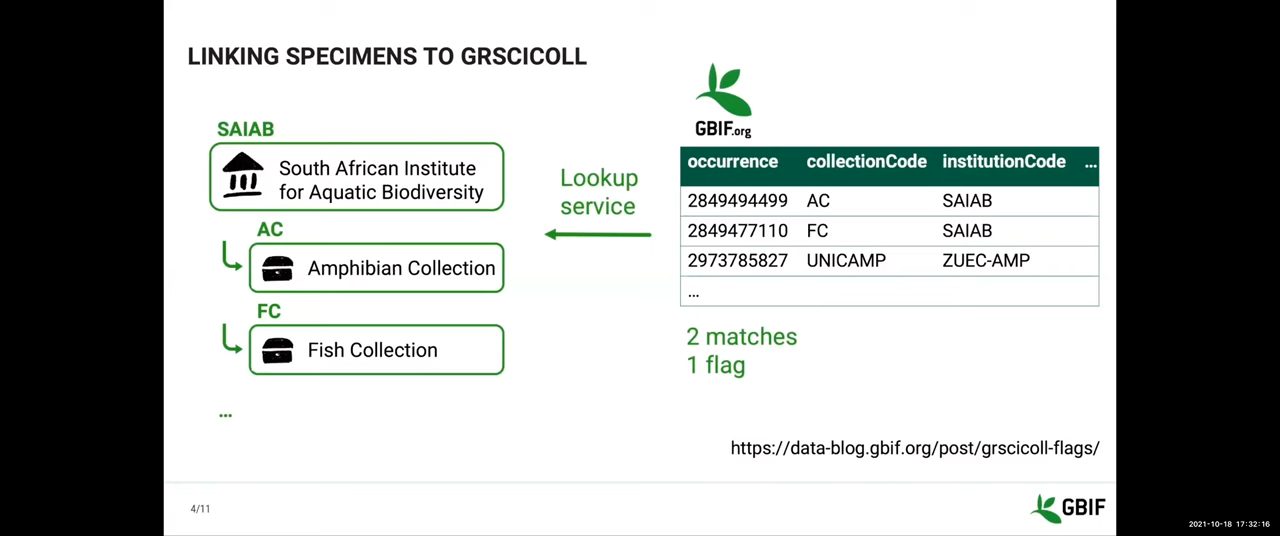 LINKING SPECIMENS TO GRSCICOLL
SAIAB
South African Institute
for Aquatic Biodiversity
AC
Amphibian Collection
FC
Fish Collection
...
Lookup
service
GBIF.org
occurrence collectionCode institutionCode ...
2849494499 AC SAIAB
2849477110 FC SAIAB
2973785827 UNICAMP ZUEC-AMP
...
2 matches
1 flag
https://data-blog.gbif.org/post/grscicoll-flags/
4/11
GBIF
2021-10-18 17:32:16